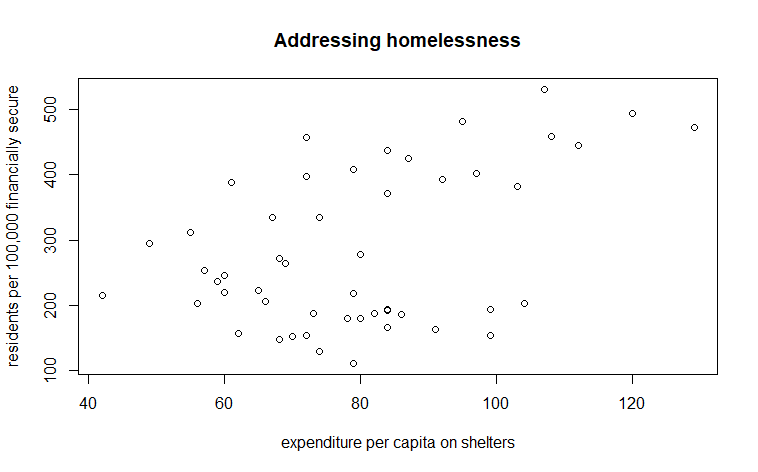 Addressing homelessness
residents per 100,000 financially secure
500
400
300
200
100
40 60 80 100 120
expenditure per capita on shelters